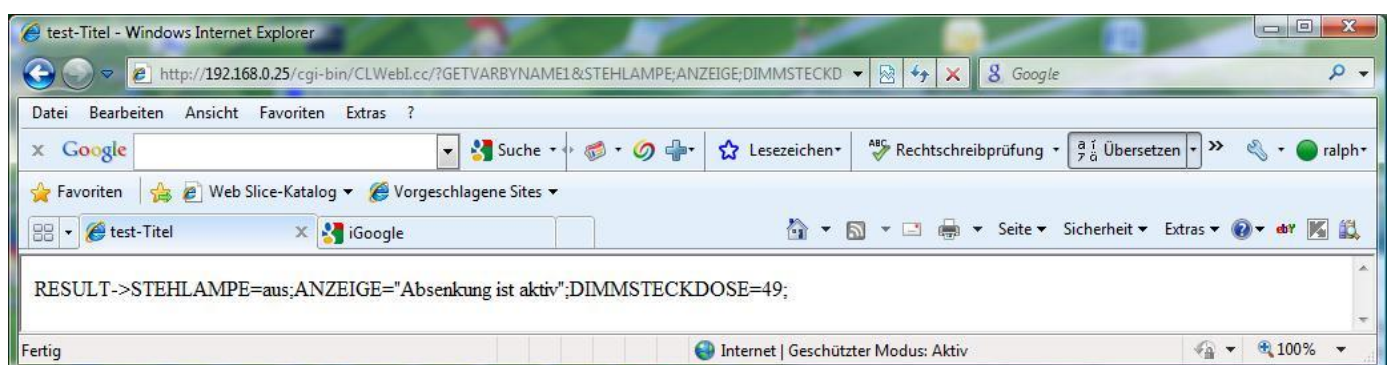 test-Titel - Windows Internet Explorer
http://192.168.0.25/cgi-bin/CLWebI.cc/?GETVARBYNAME1&STEHLAMPE;ANZEIGE;DIMMSTECKD
Google
Datei Bearbeiten Ansicht Favoriten Extras ?
x Google Suche Lesezeichen ABC Rechtschreibprüfung Übersetzen » ralph
Favoriten Web Slice-Katalog Vorgeschlagene Sites
test-Titel x iGoogle Seite Sicherheit Extras ebY K
RESULT->STEHLAMPE=aus;ANZEIGE="Absenkung ist aktiv";DIMMSTECKDOSE=49;
Fertig Internet | Geschützter Modus: Aktiv 100%